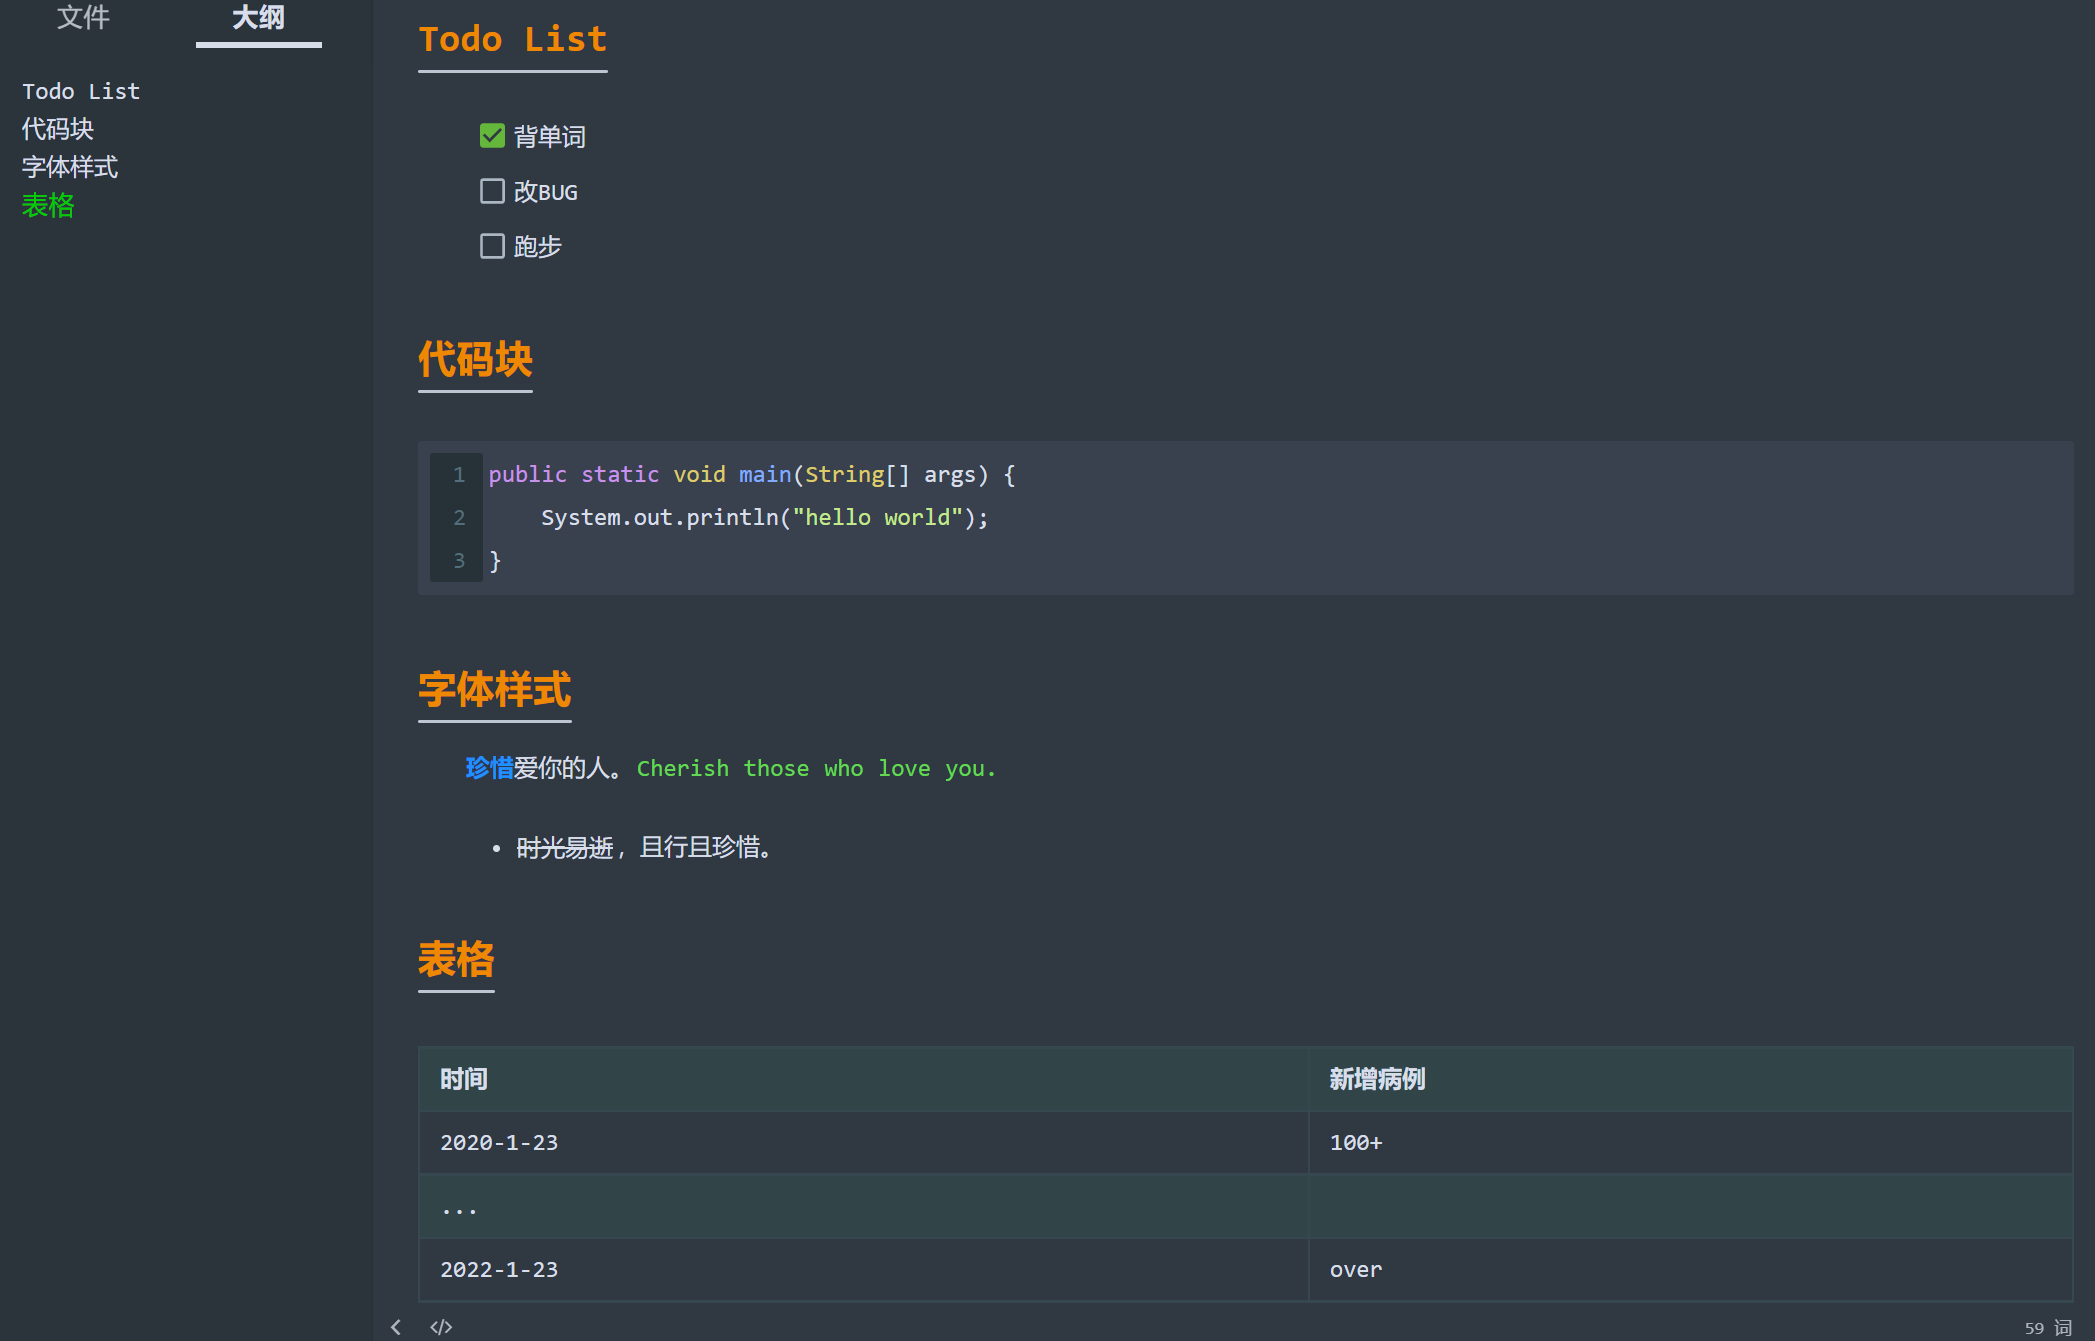 文件 大纲
Todo List
代码块
字体样式
表格
Todo List
背单词
改BUG
跑步
代码块
1 public static void main(String[] args) {
2     System.out.println("hello world");
3 }
字体样式
珍惜爱你的人。Cherish those who love you.
• 时光易逝，且行且珍惜。
表格
时间 新增病例
2020-1-23 100+
...
2022-1-23 over
</> 59 词